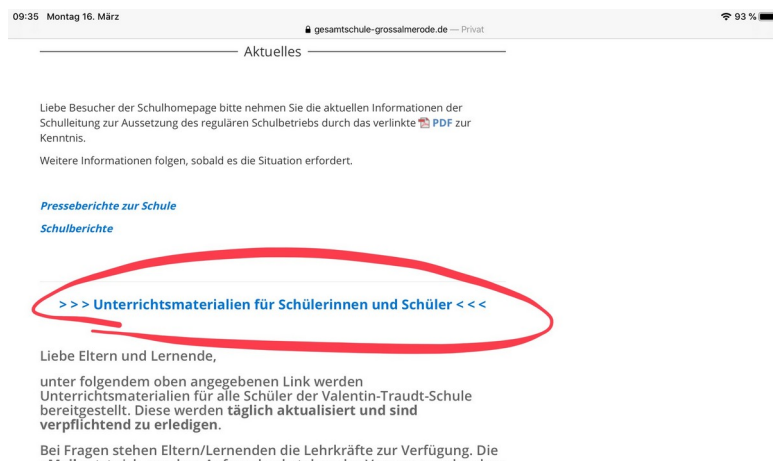 09:35 Montag 16. März
93 %
gesamtschule-grossalmerode.de — Privat
Aktuelles
Liebe Besucher der Schulhomepage bitte nehmen Sie die aktuellen Informationen der
Schulleitung zur Aussetzung des regulären Schulbetriebs durch das verlinkte PDF zur
Kenntnis.
Weitere Informationen folgen, sobald es die Situation erfordert.
Presseberichte zur Schule
Schulberichte
> > > Unterrichtsmaterialien für Schülerinnen und Schüler < < <
Liebe Eltern und Lernende,
unter folgendem oben angegebenen Link werden
Unterrichtsmaterialien für alle Schüler der Valentin-Traudt-Schule
bereitgestellt. Diese werden täglich aktualisiert und sind
verpflichtend zu erledigen.
Bei Fragen stehen Eltern/Lernenden die Lehrkräfte zur Verfügung. Die